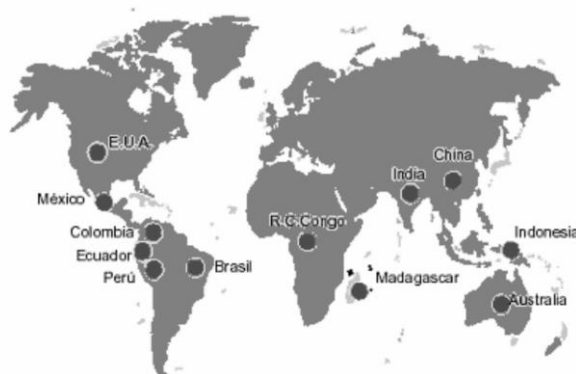 E.U.A.
China
India
México
Colombia
R.C.Congo
Indonesia
Ecuador
Perú
Brasil
Madagascar
Australia